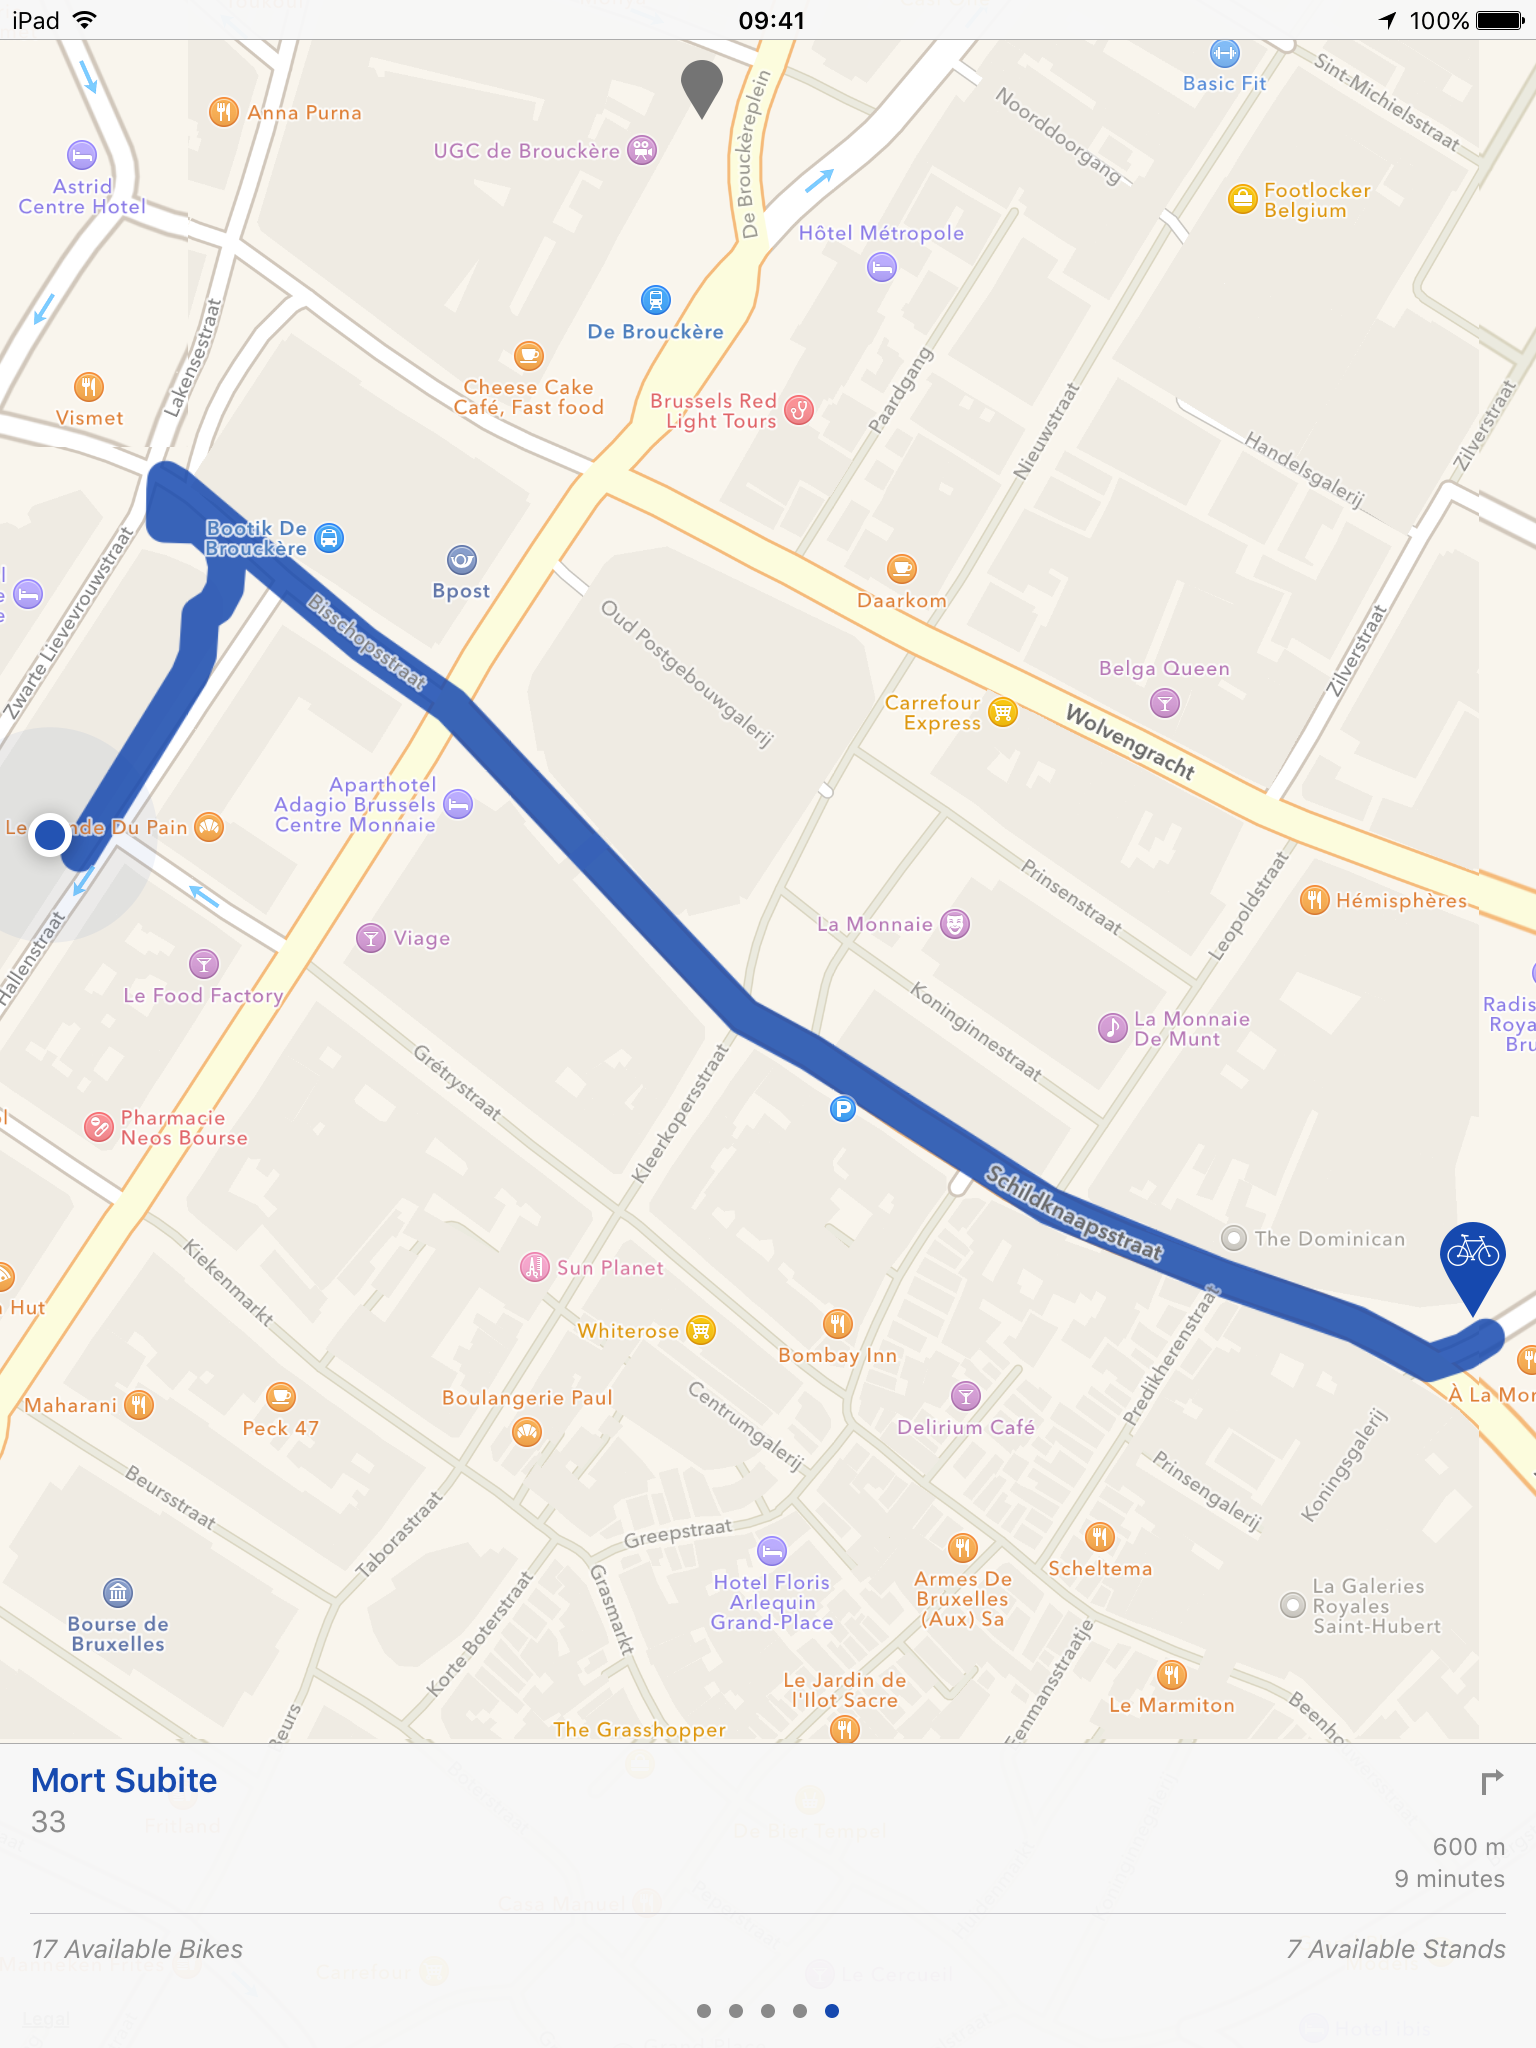 iPad
09:41
100%
Basic Fit
Sint-Michielsstraat
Anna Purna
De Brouckèreplein
Noorddoorgang
UGC de Brouckère
Astrid
Centre Hotel
Footlocker
Belgium
Hôtel Métropole
De Brouckère
Lakensestraat
Cheese Cake
Café, Fast food
Vismet
Brussels Red
Light Tours
Paardgang
Nieuwstraat
Handelsgalerij
Zilverstraat
Bootik De
Brouckère
Bpost
Zwarte Lievevrouwstraat
Bisschopsstraat
Daarkom
Oud Postgebouwgalerij
Zilverstraat
Belga Queen
Carrefour
Express
Wolvengracht
Aparthotel
Adagio Brussels
Centre Monnaie
Du Pain
Prinsenstraat
Leopoldstraat
Hémisphères
La Monnaie
Viage
Hallenstraat
Le Food Factory
Koninginnestraat
La Monnaie
De Munt
Grétrystraat
Kleerkopersstraat
Pharmacie
Neos Bourse
P
Schildknaapsstraat
The Dominican
Kiekenmarkt
Sun Planet
Hut
Whiterose
Bombay Inn
Predikherenstraat
Maharani
Peck 47
Boulangerie Paul
Centrumgalerij
Delirium Café
À La Mor
Koningsgalerij
Prinsengalerij
Beursstraat
Taborastraat
Greepstraat
Scheltema
Hotel Floris
Arlequin
Grand-Place
Armes De
Bruxelles
(Aux) Sa
La Galeries
Royales
Saint-Hubert
Grasmarkt
Korte Boterstraat
Bourse de
Bruxelles
Eenmansstraatje
Le Jardin de
l'Ilot Sacre
Le Marmiton
The Grasshopper
Mort Subite
33
600 m
9 minutes
17 Available Bikes
7 Available Stands
Legal